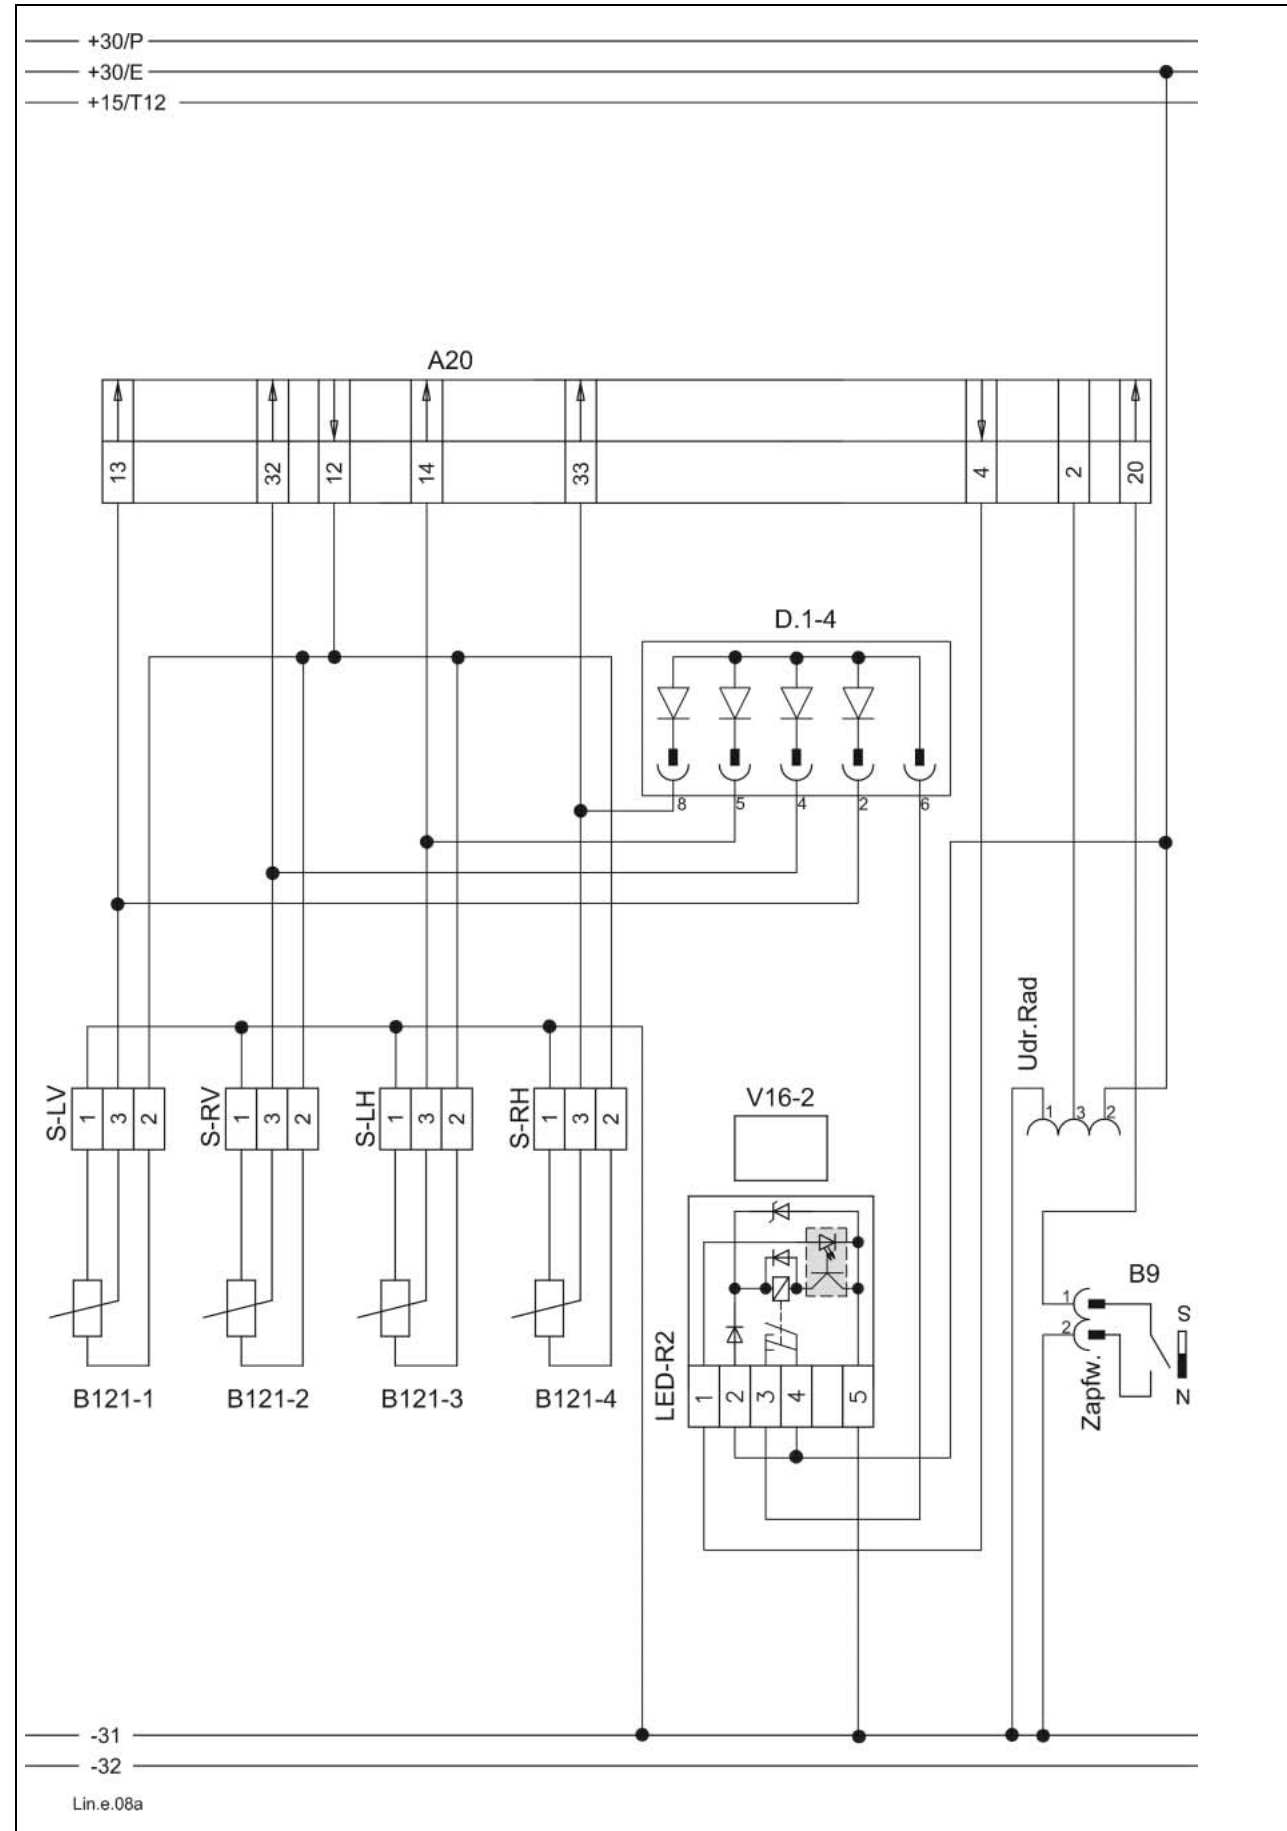 +30/P
+30/E
+15/T12
A20
13 32 12 14 33 4 2 20
D.1-4
8 5 4 2 6
Udr.Rad
S-LV 1 3 2 S-RV 1 3 2 S-LH 1 3 2 S-RH 1 3 2
V16-2
1 3 2
B9
1
S
2
Zapfw.
N
LED-R2 1 2 3 4 5
B121-1 B121-2 B121-3 B121-4
-31
-32
Lin.e.08a